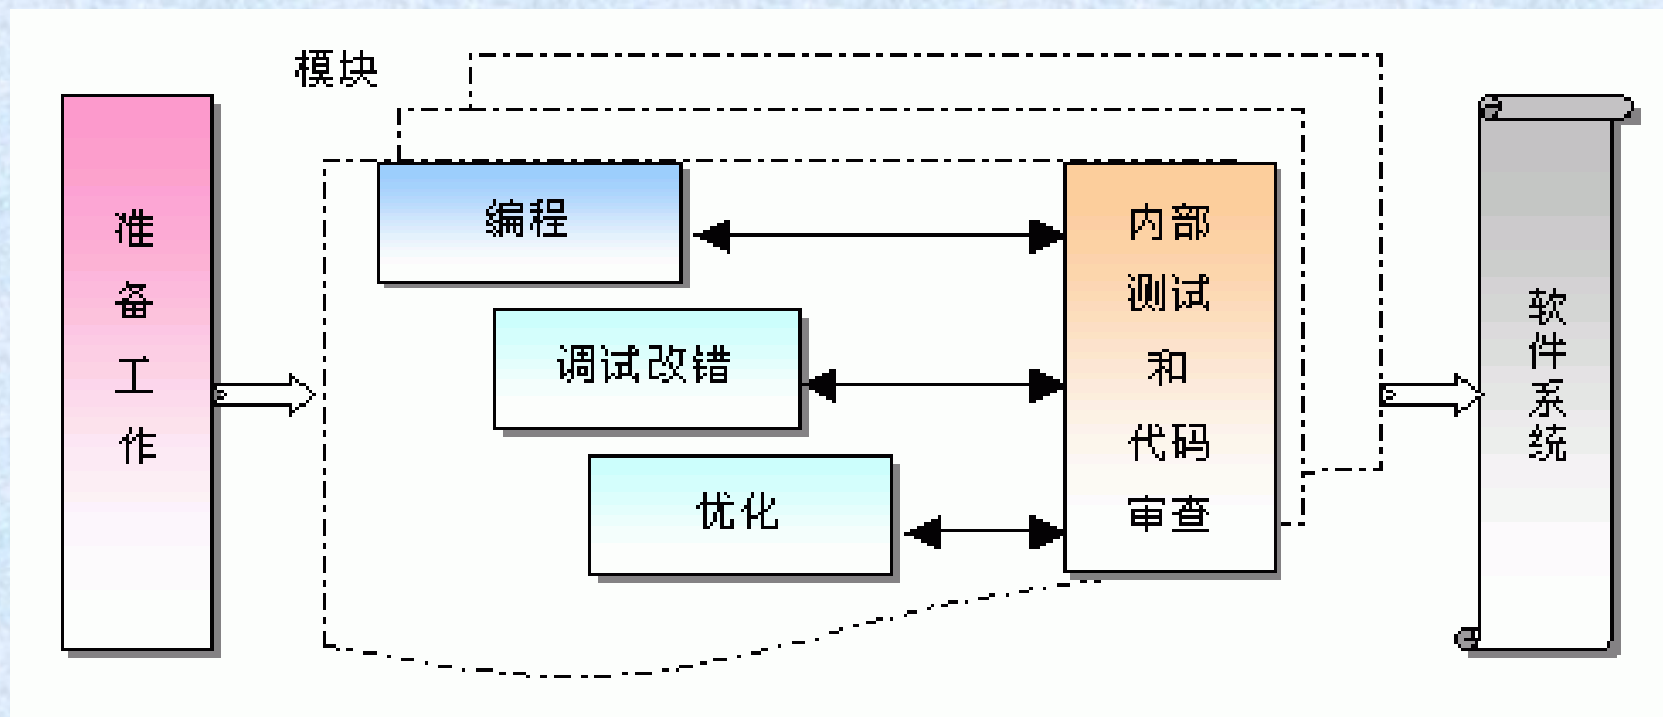 模块
准
备
工
作
编程
调试改错
优化
内部
测试
和
代码
审查
软
件
系
统